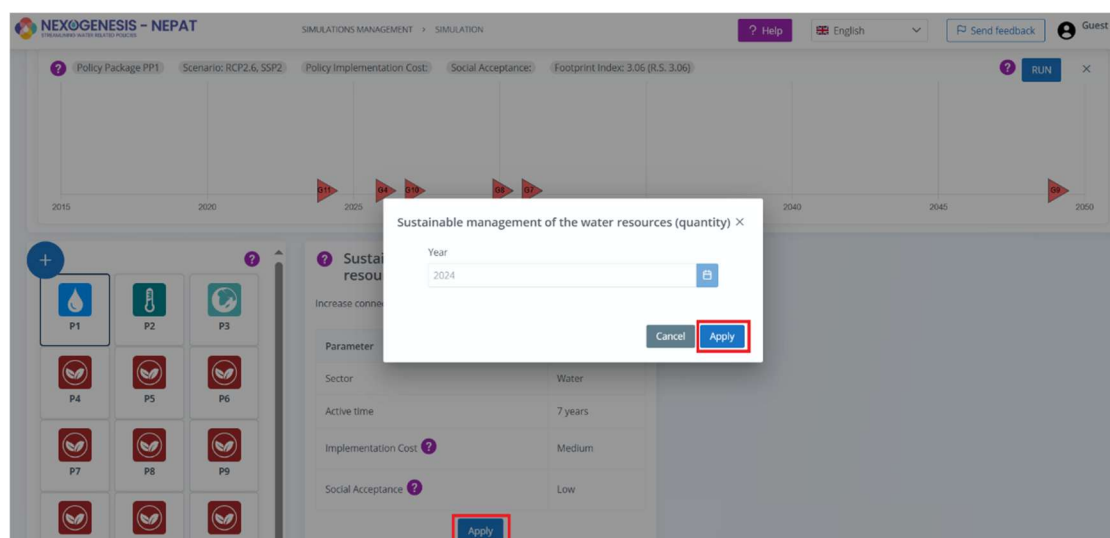 NEXOGENESIS - NEPAT
STREAMLINING WATER RELATED POLICIES
SIMULATIONS MANAGEMENT > SIMULATION
? Help
English
Send feedback
Guest
? Policy Package PP1 Scenario: RCP2.6, SSP2 Policy Implementation Cost: Social Acceptance: Footprint Index: 3.06 (R.S. 3.06) ? RUN ×
G11 G4 G10 G7 G9
2015 2020 2025 2040 2045 2050
Sustainable management of the water resources (quantity) ×
Year
2024
Cancel Apply
+ ?
P1 P2 P3
P4 P5 P6
P7 P8 P9
? Sustai
resou
Increase conne
Parameter
Sector Water
Active time 7 years
Implementation Cost ? Medium
Social Acceptance ? Low
Apply